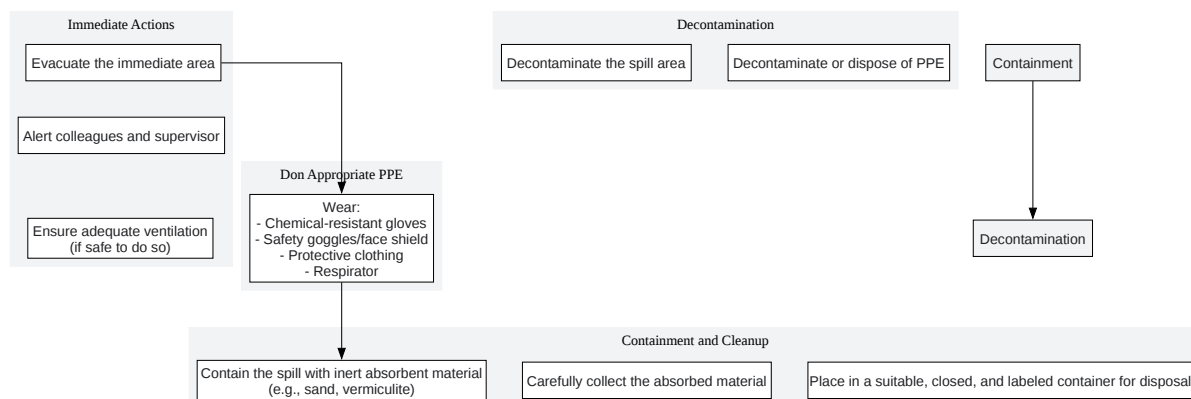 Immediate Actions
Evacuate the immediate area
Alert colleagues and supervisor
Ensure adequate ventilation
(if safe to do so)
Don Appropriate PPE
Wear:
- Chemical-resistant gloves
- Safety goggles/face shield
- Protective clothing
- Respirator
Decontamination
Decontaminate the spill area
Decontaminate or dispose of PPE
Containment
Decontamination
Containment and Cleanup
Contain the spill with inert absorbent material
(e.g., sand, vermiculite)
Carefully collect the absorbed material
Place in a suitable, closed, and labeled container for disposal